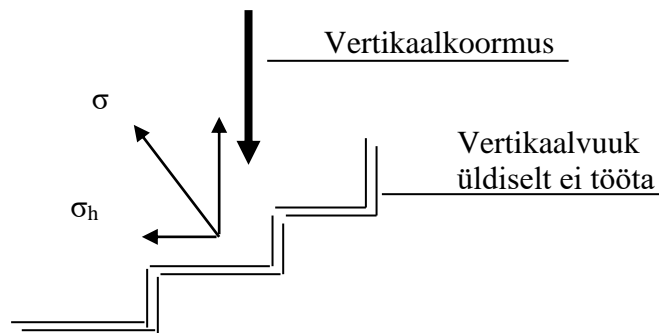 Vertikaalkoormus
σ
Vertikaalvuuk
üldiselt ei tööta
σh